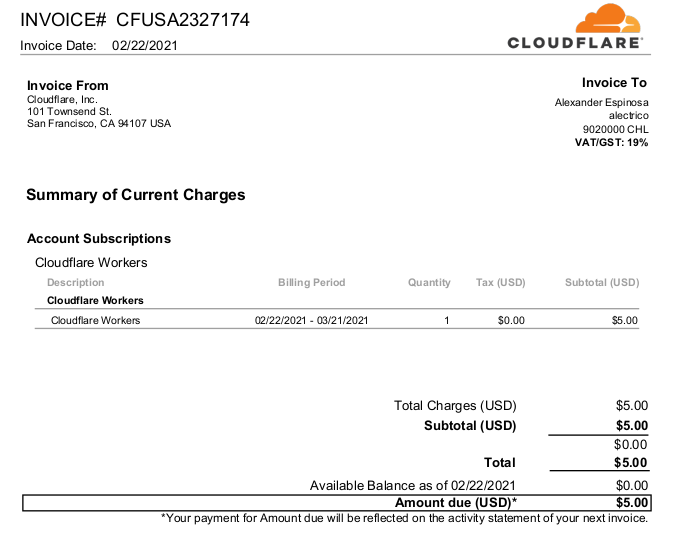 INVOICE# CFUSA2327174
Invoice Date: 02/22/2021
CLOUDFLARE
Invoice From
Cloudflare, Inc.
101 Townsend St.
San Francisco, CA 94107 USA
Invoice To
Alexander Espinosa
alectrico
9020000 CHL
VAT/GST: 19%
Summary of Current Charges
Account Subscriptions
Cloudflare Workers
Description Billing Period Quantity Tax (USD) Subtotal (USD)
Cloudflare Workers
Cloudflare Workers 02/22/2021 - 03/21/2021 1 $0.00 $5.00
Total Charges (USD) $5.00
Subtotal (USD) $5.00
$0.00
Total $5.00
Available Balance as of 02/22/2021 $0.00
Amount due (USD)* $5.00
*Your payment for Amount due will be reflected on the activity statement of your next invoice.